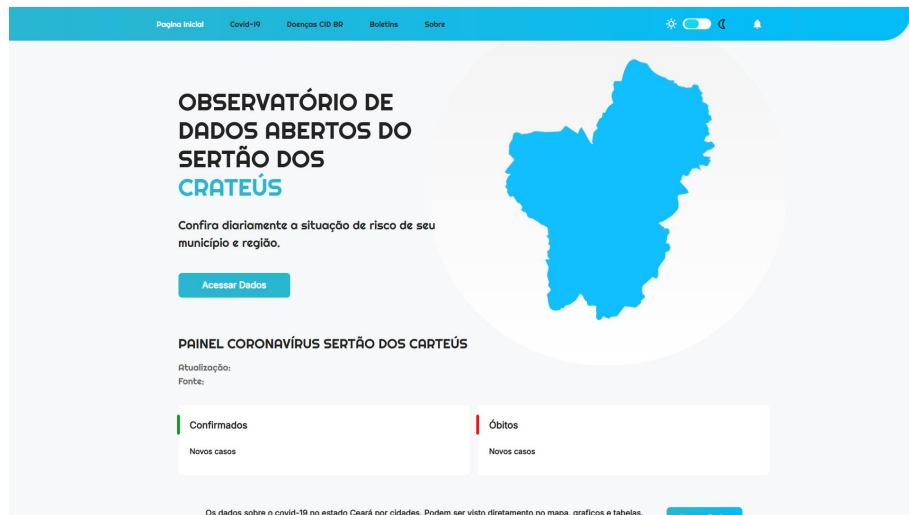 Pagina Inicial Covid-19 Doenças CID BR Boletins Sobre
OBSERVATÓRIO DE
DADOS ABERTOS DO
SERTÃO DOS
CRATEÚS
Confira diariamente a situação de risco de seu
município e região.
Acessar Dados
PAINEL CORONAVÍRUS SERTÃO DOS CARTEÚS
Atualização:
Fonte:
Confirmados
Novos casos
Óbitos
Novos casos
Os dados sobre o covid-19 no estado Ceará por cidades. Podem ser visto diretamente no mapa, graficos e tabelas.